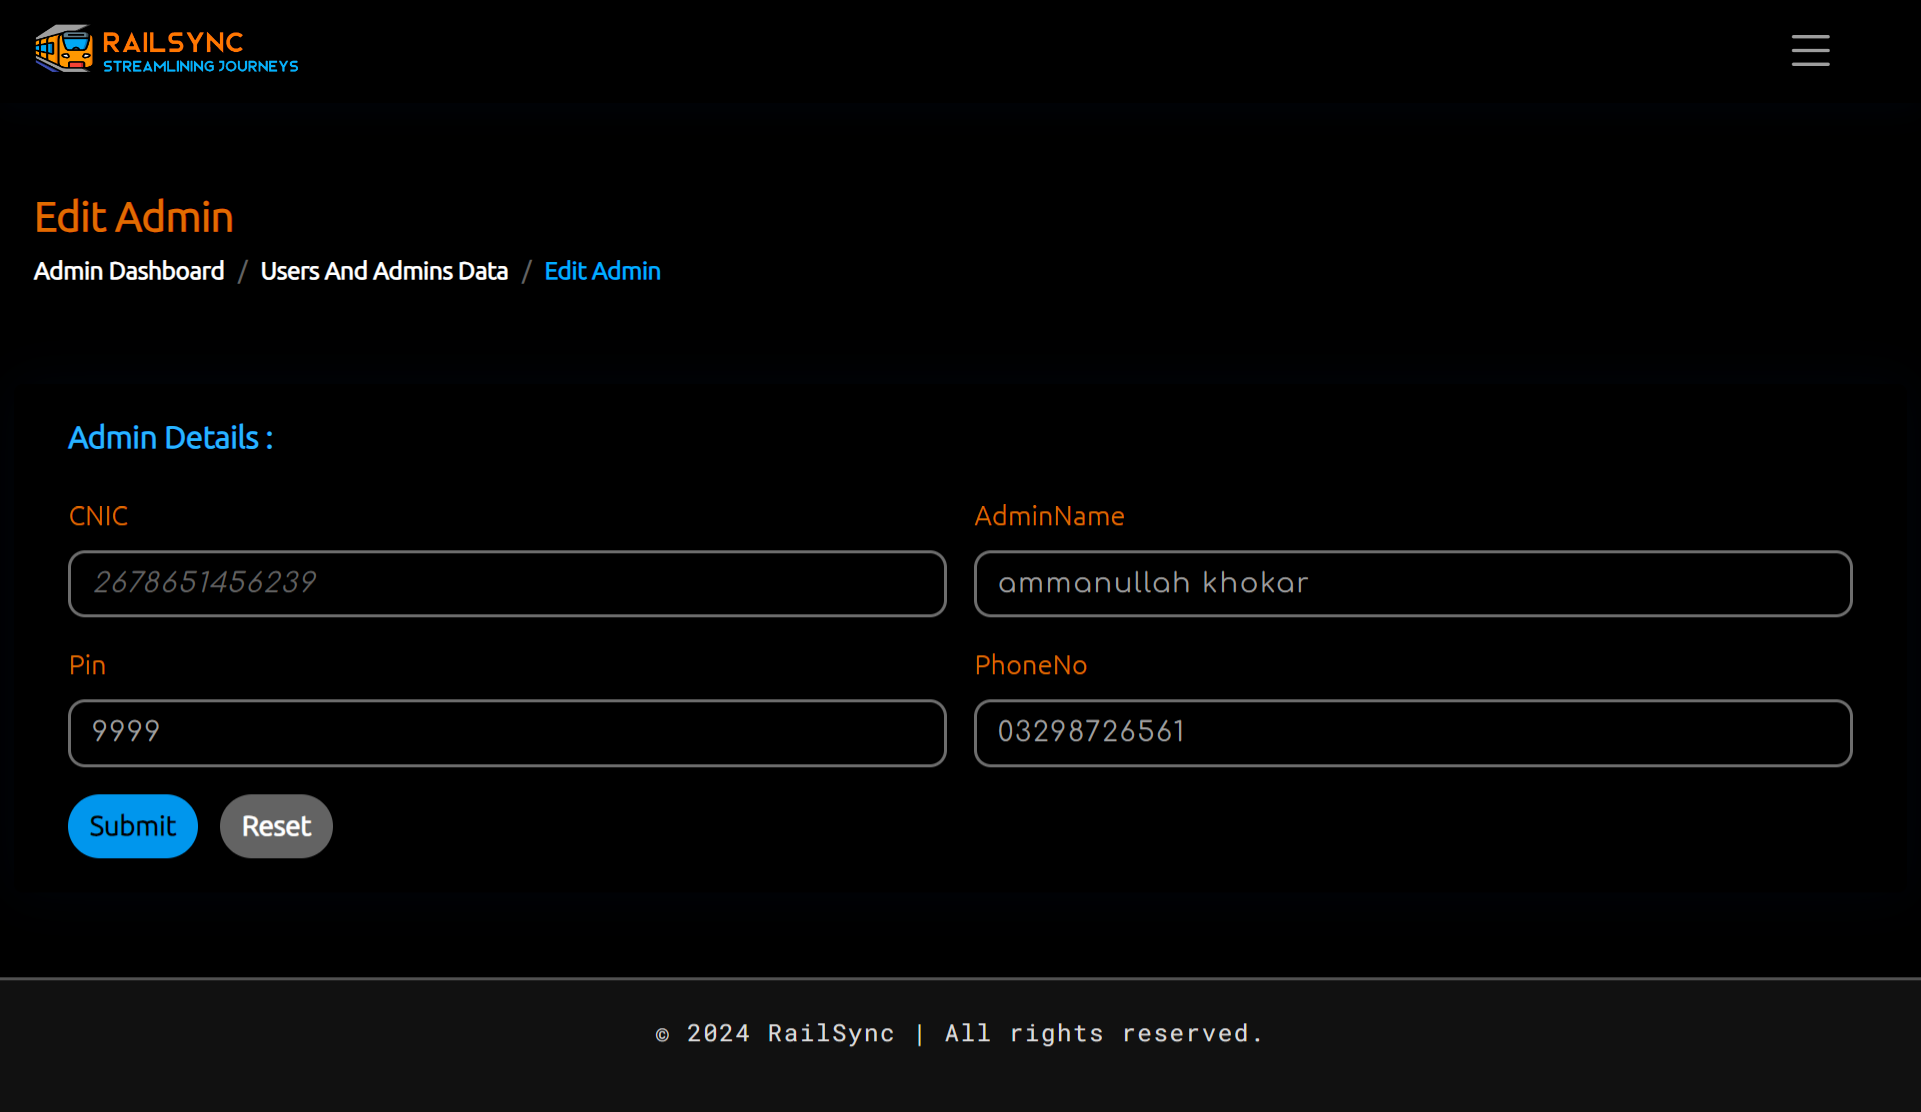 RAILSYNC
STREAMLINING JOURNEYS
Edit Admin
Admin Dashboard / Users And Admins Data / Edit Admin
Admin Details :
CNIC
AdminName
2678651456239
ammanullah khokar
Pin
PhoneNo
9999
03298726561
Submit
Reset
© 2024 RailSync | All rights reserved.